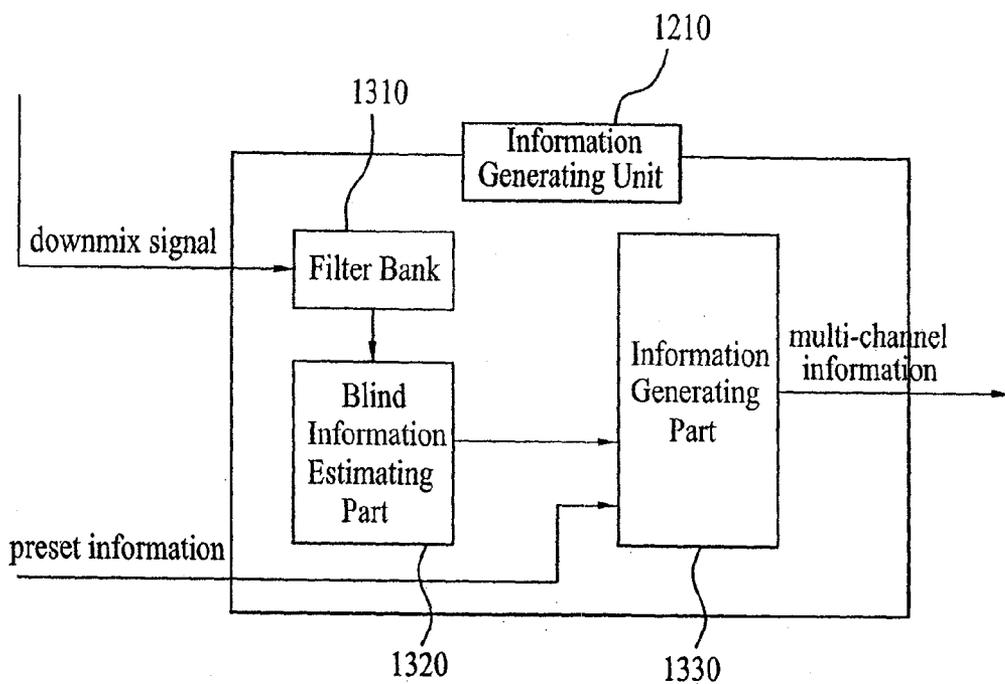 1210
1310
Information
Generating Unit
downmix signal
Filter Bank
multi-channel
information
Information
Generating
Part
Blind
Information
Estimating
Part
preset information
1320
1330